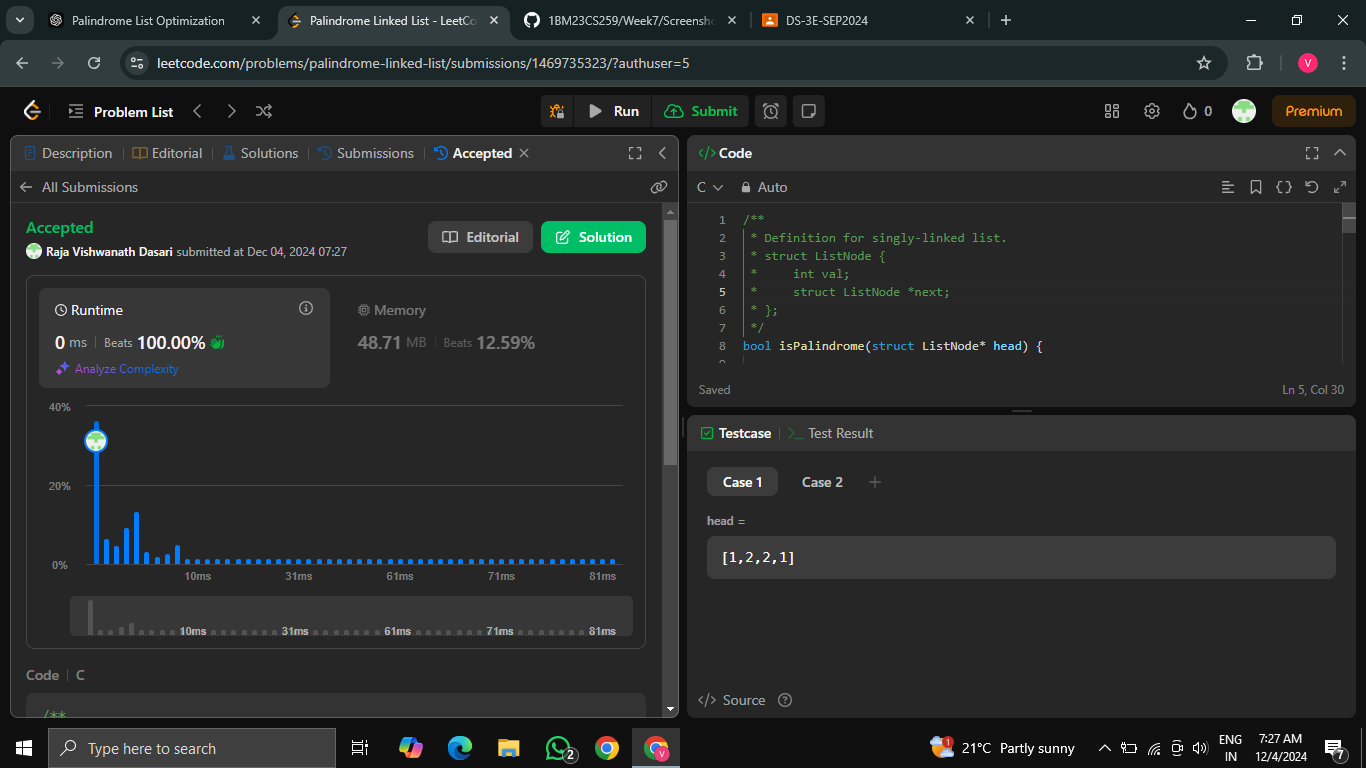 Palindrome List Optimization
Palindrome Linked List - LeetCo
1BM23CS259/Week7/Screensho
DS-3E-SEP2024
leetcode.com/problems/palindrome-linked-list/submissions/1469735323/?authuser=5
V
Problem List
Run
Submit
0
Premium
Description
Editorial
Solutions
Submissions
Accepted
All Submissions
Accepted
Raja Vishwanath Dasari submitted at Dec 04, 2024 07:27
Editorial
Solution
Runtime
0 ms
Beats 100.00%
Analyze Complexity
Memory
48.71 MB
Beats 12.59%
40%
20%
0%
10ms 31ms 61ms 71ms 81ms
10ms 31ms 61ms 71ms 81ms
Code C
/**
</> Code
C
Auto
1 /**
2 * Definition for singly-linked list.
3 * struct ListNode {
4 *     int val;
5 *     struct ListNode *next;
6 * };
7 */
8 bool isPalindrome(struct ListNode* head) {
Saved
Ln 5, Col 30
Testcase
Test Result
Case 1
Case 2
head =
[1,2,2,1]
</> Source
Type here to search
2
V
1
21°C Partly sunny
ENG
IN
7:27 AM
12/4/2024
7